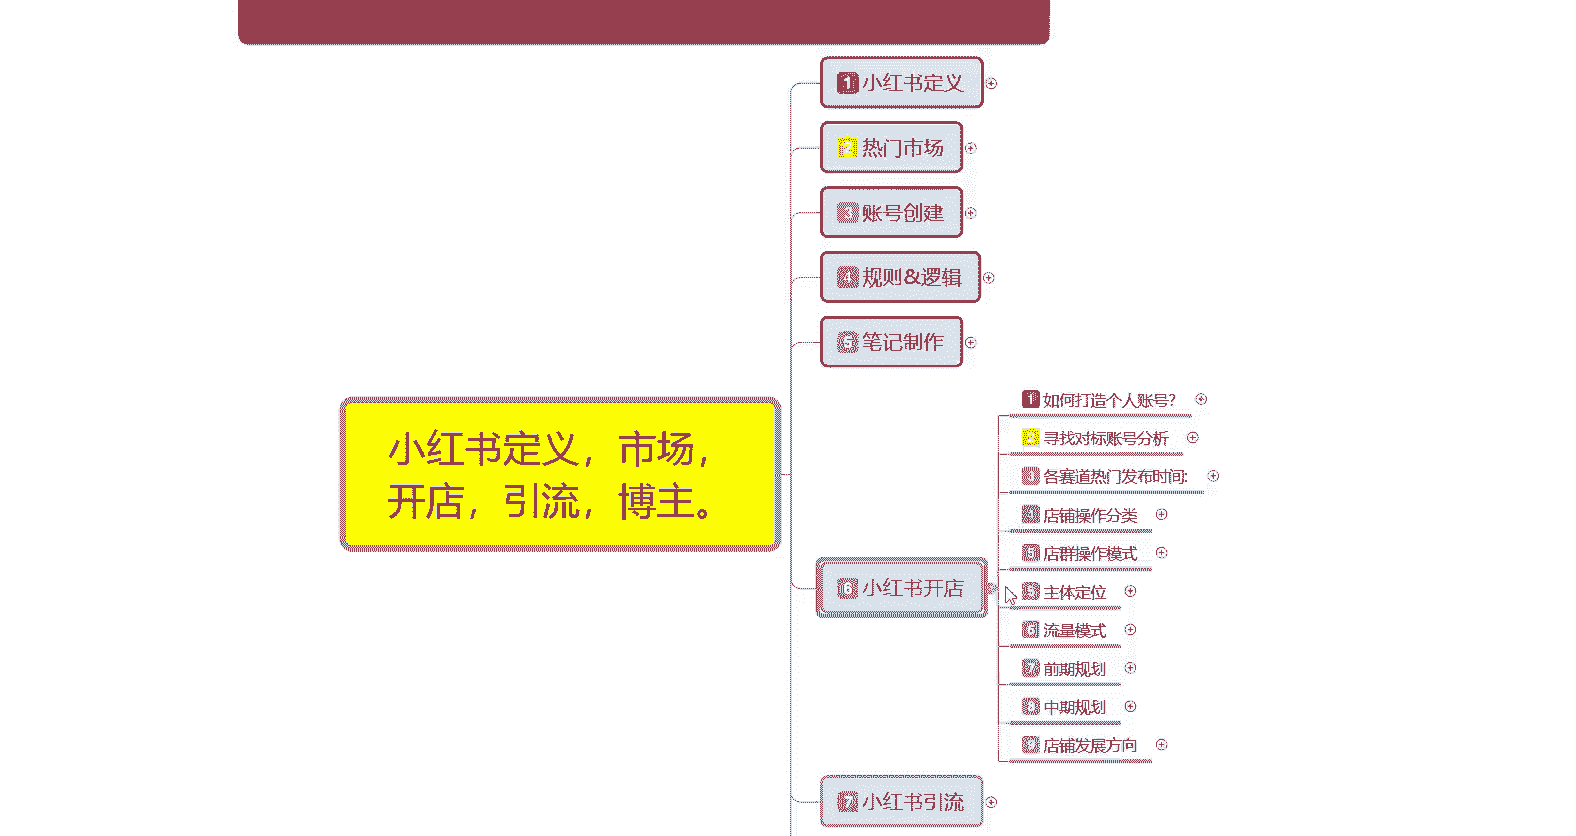 1 小红书定义
2 热门市场
3 账号创建
4 规则&逻辑
5 笔记制作
小红书定义，市场，
开店，引流，博主。
6 小红书开店
1 如何打造个人账号？
2 寻找对标账号分析
3 各赛道热门发布时间:
4 店铺操作分类
5 店群操作模式
5 主体定位
6 流量模式
7 前期规划
8 中期规划
9 店铺发展方向
7 小红书引流